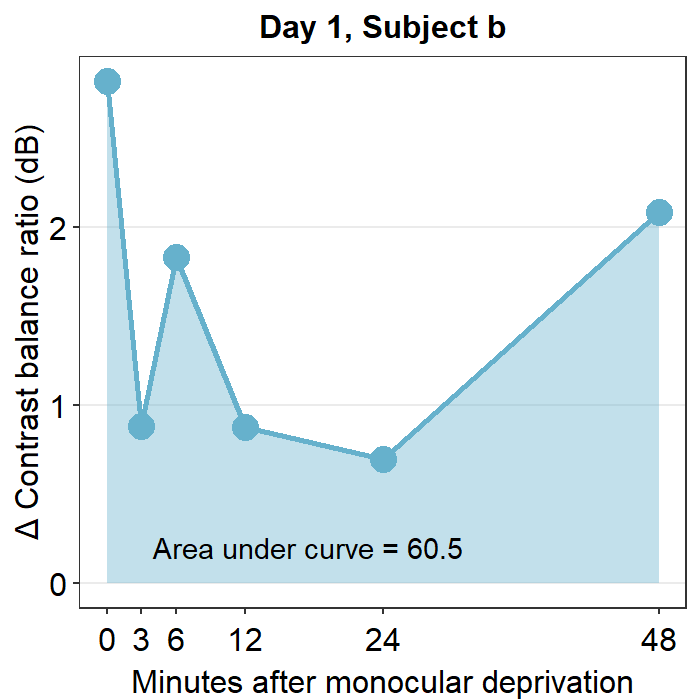 Day 1, Subject b
Δ Contrast balance ratio (dB)
2
1
0
Area under curve = 60.5
0 3 6 12 24 48
Minutes after monocular deprivation